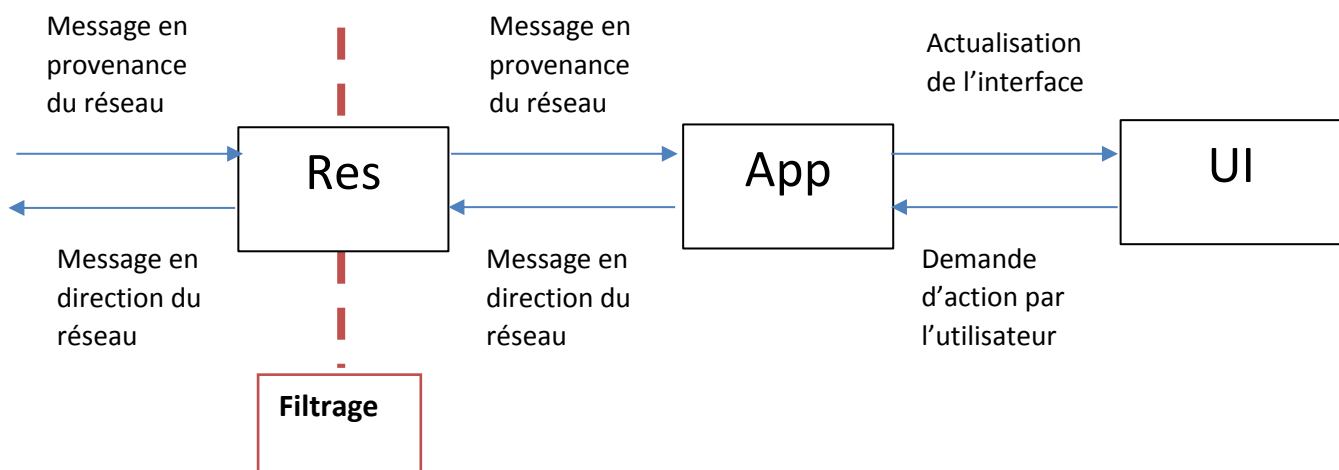 Message en
provenance
du réseau
Message en
provenance
du réseau
Actualisation
de l’interface
Res
App
UI
Message en
direction du
réseau
Message en
direction du
réseau
Demande
d’action par
l’utilisateur
Filtrage